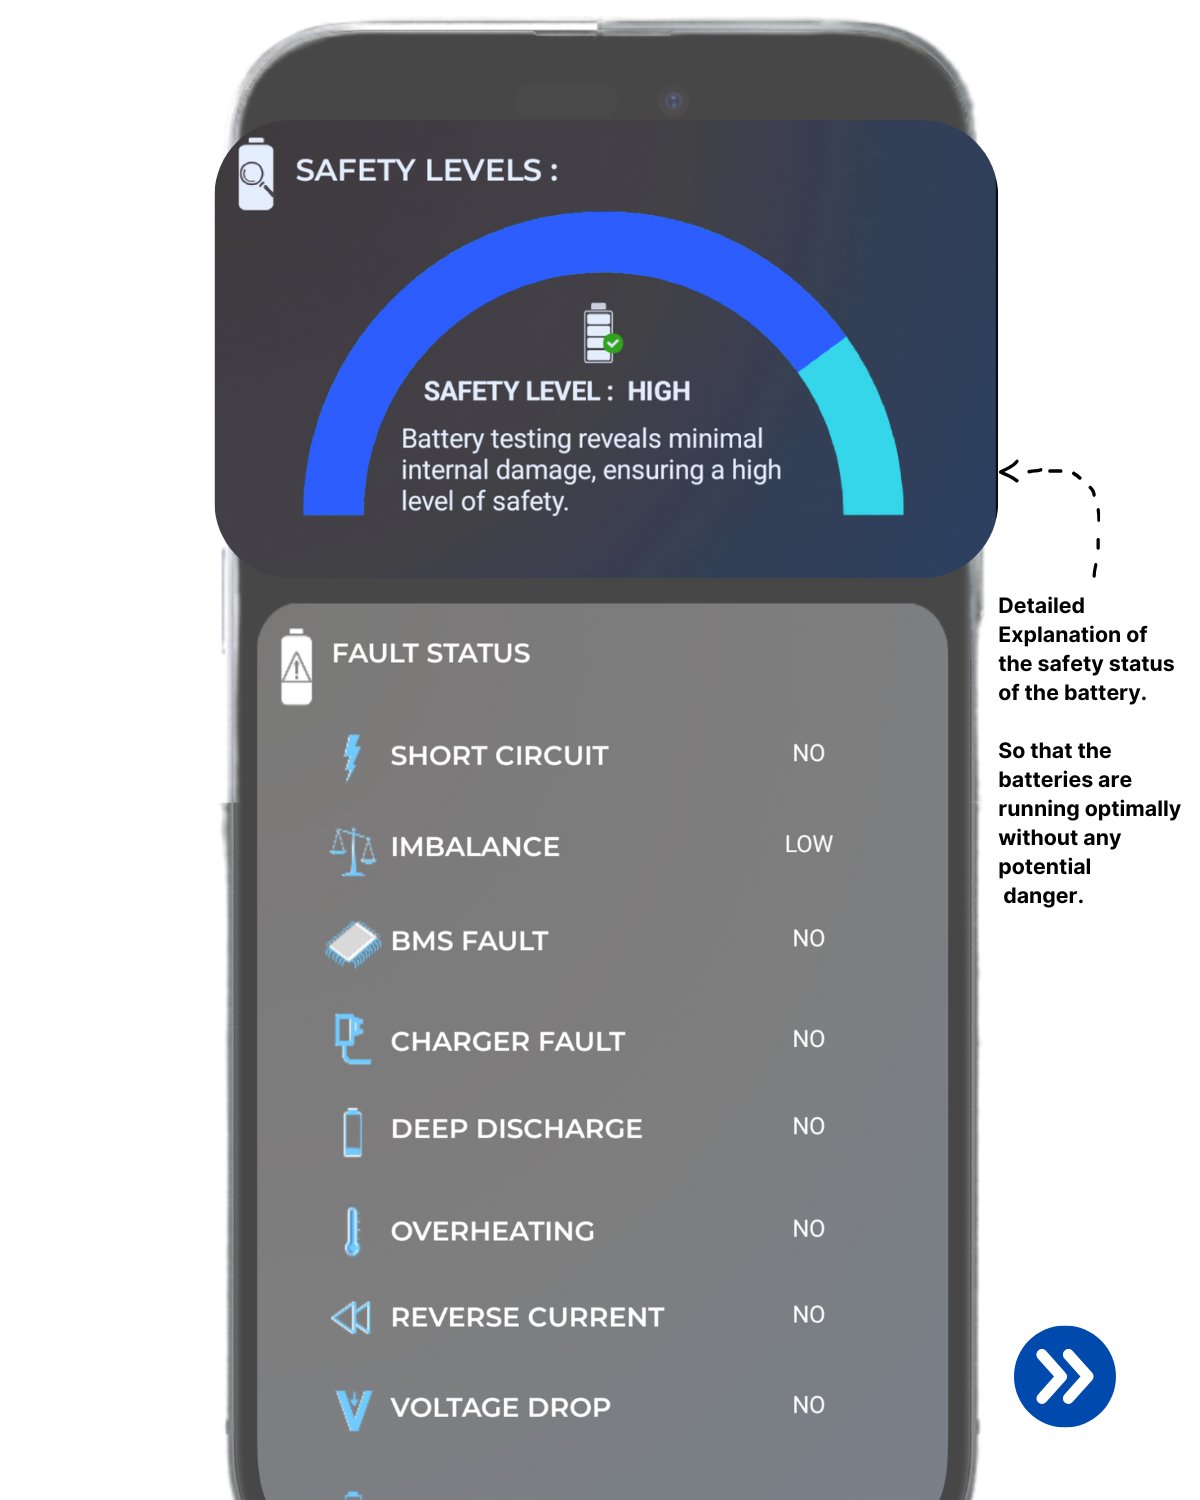 SAFETY LEVELS :
SAFETY LEVEL : HIGH
Battery testing reveals minimal
internal damage, ensuring a high
level of safety.
Detailed
Explanation of
the safety status
of the battery.
So that the
batteries are
running optimally
without any
potential
danger.
FAULT STATUS
SHORT CIRCUIT NO
IMBALANCE LOW
BMS FAULT NO
CHARGER FAULT NO
DEEP DISCHARGE NO
OVERHEATING NO
REVERSE CURRENT NO
VOLTAGE DROP NO